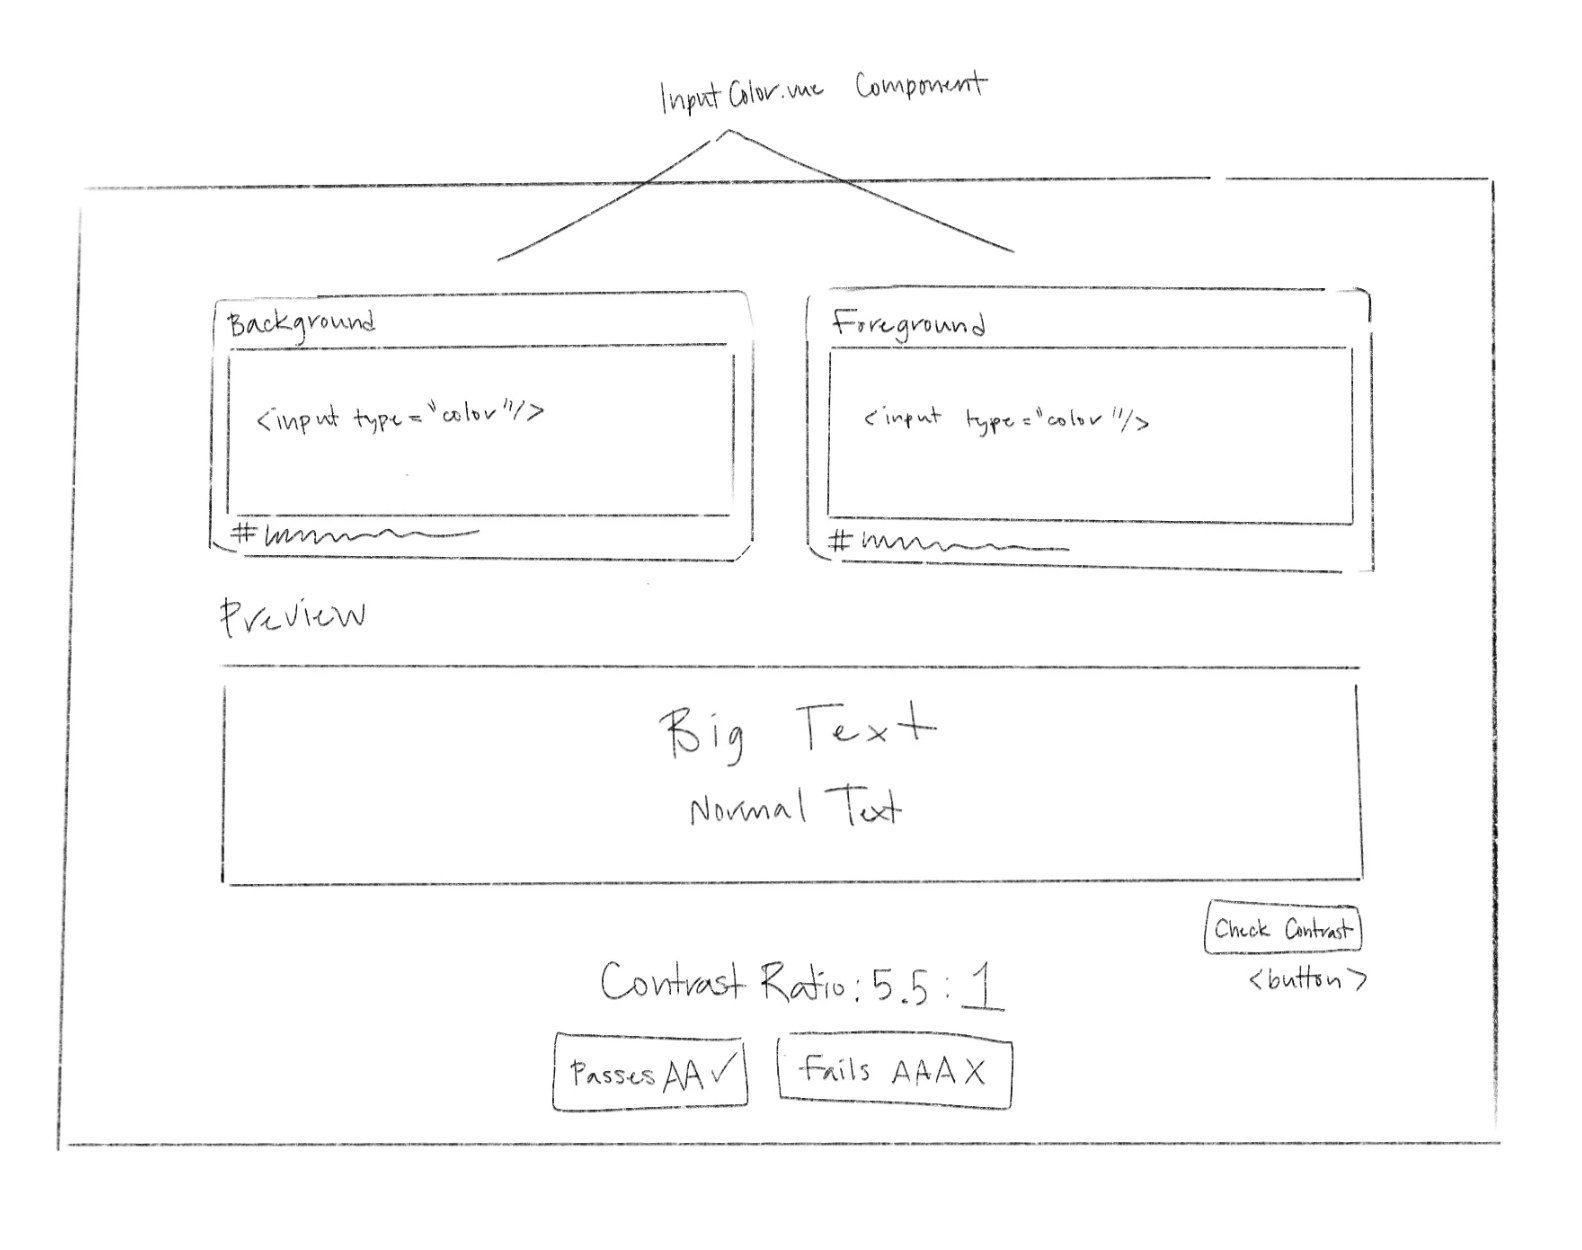 InputColor.vue Component
Background
<input type="color"/>
#
Foreground
<input type="color"/>
#
Preview
Big Text
Normal Text
Check Contrast
<button>
Contrast Ratio: 5.5 : 1
Passes AA ✓
Fails AAA X